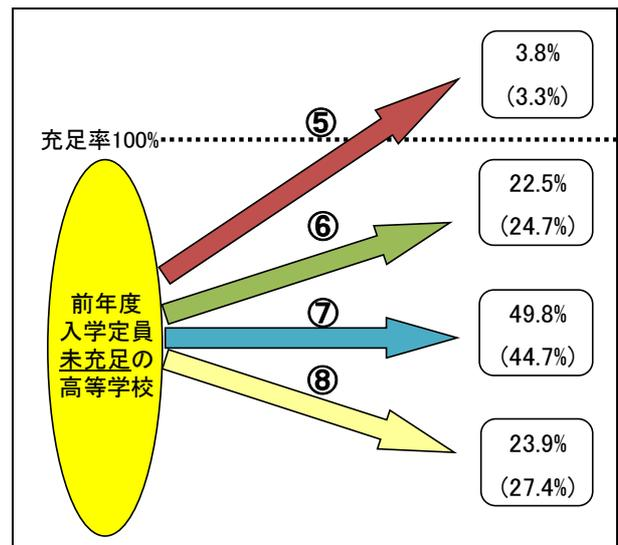 3.8%
(3.3%)
⑤
充足率100%
22.5%
(24.7%)
⑥
前年度
入学定員
未充足の
高等学校
⑦
49.8%
(44.7%)
⑧
23.9%
(27.4%)